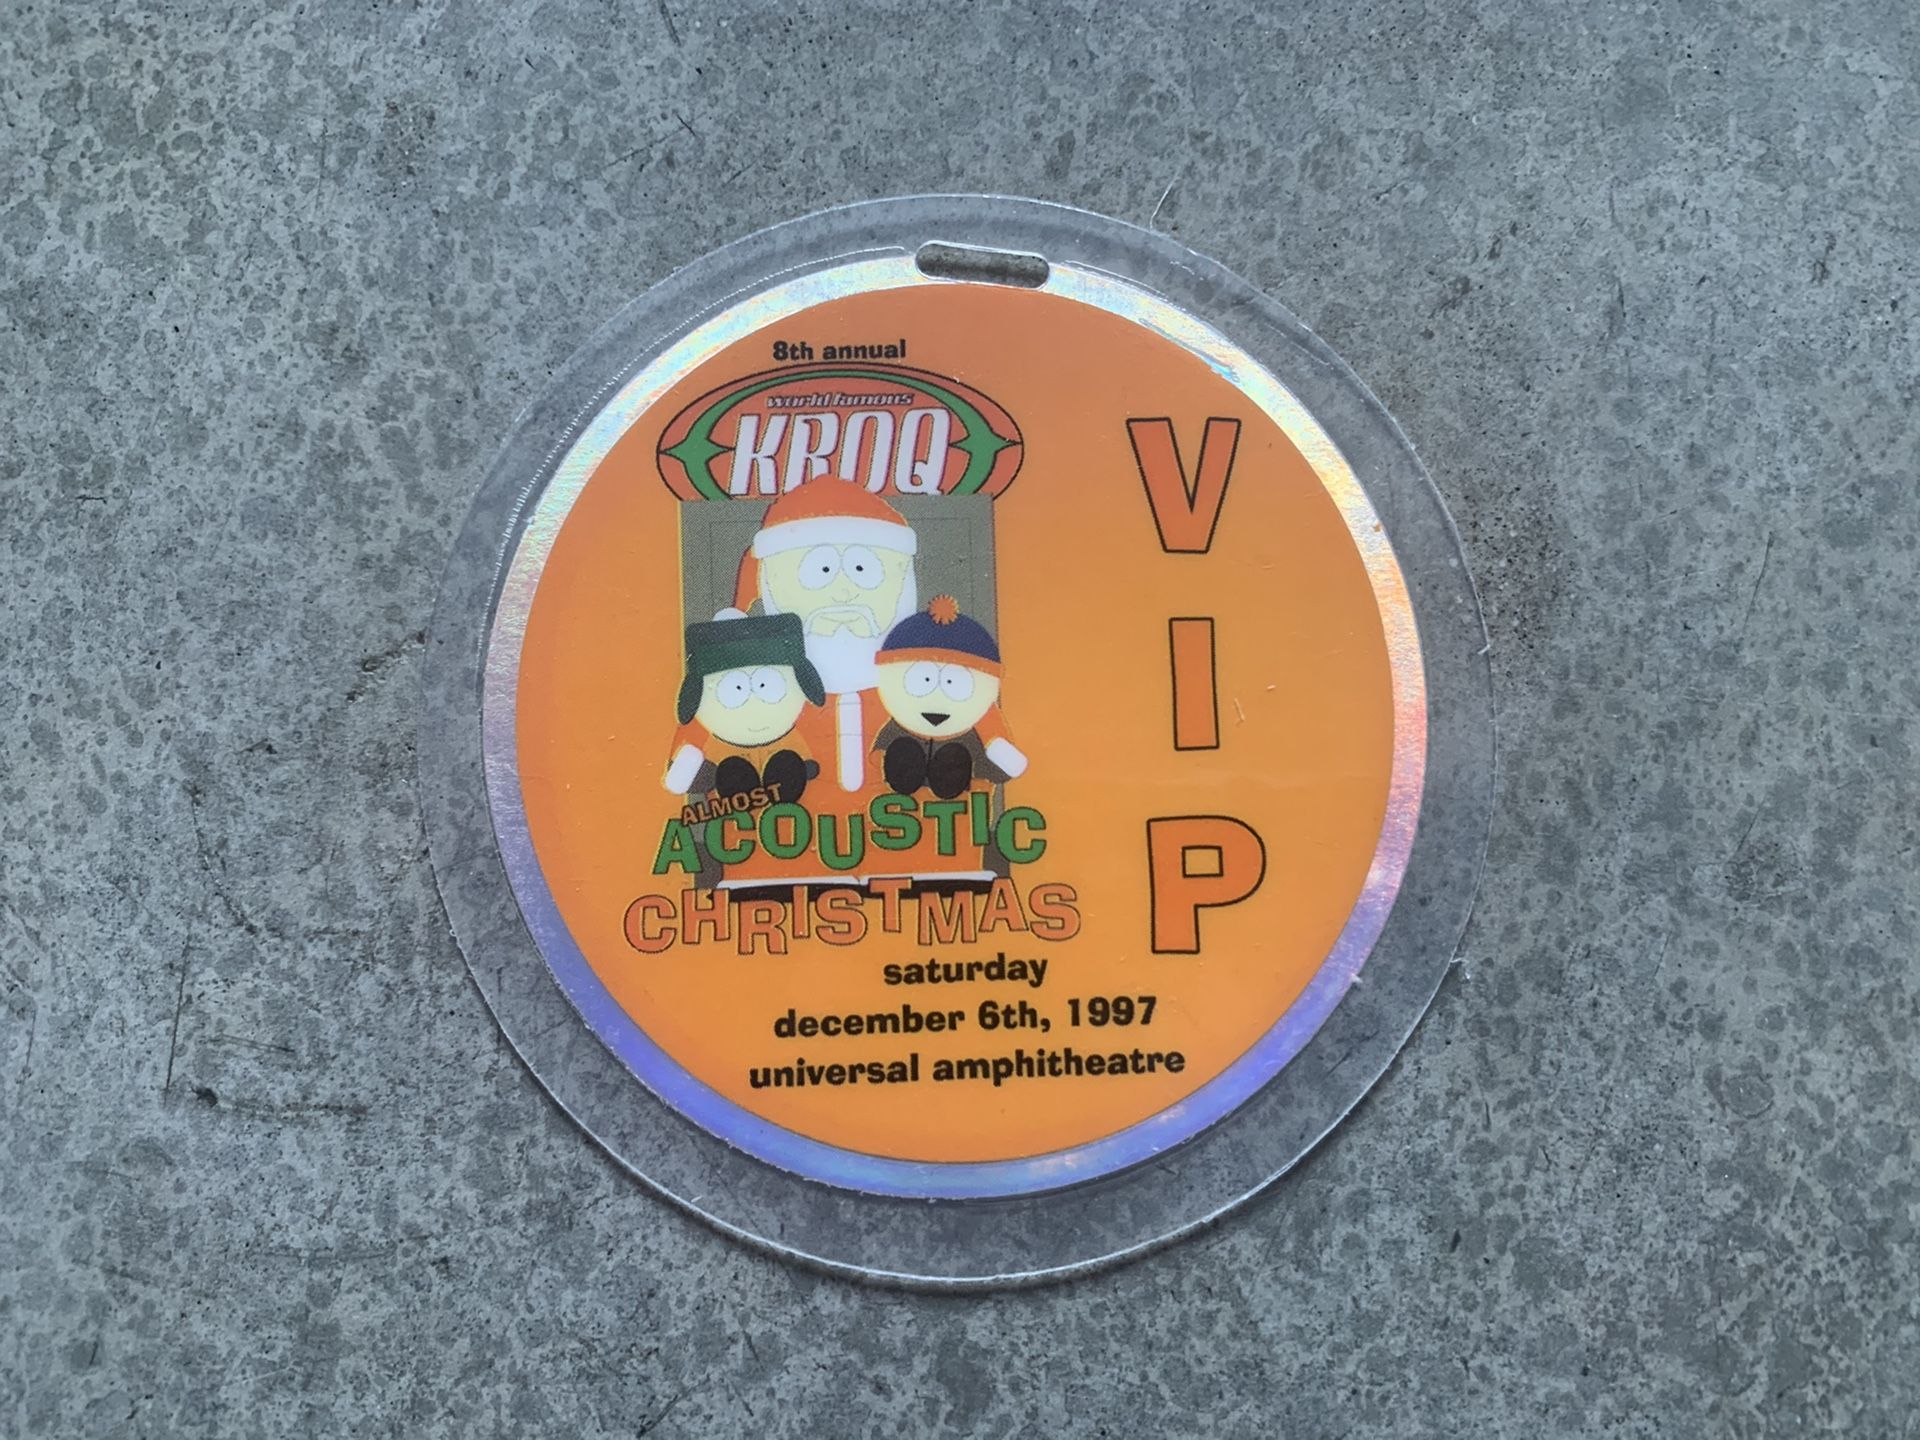 8th annual
world famous
KROQ
ALMOST
ACOUSTIC
CHRISTMAS
saturday
december 6th, 1997
universal amphitheatre
VIP